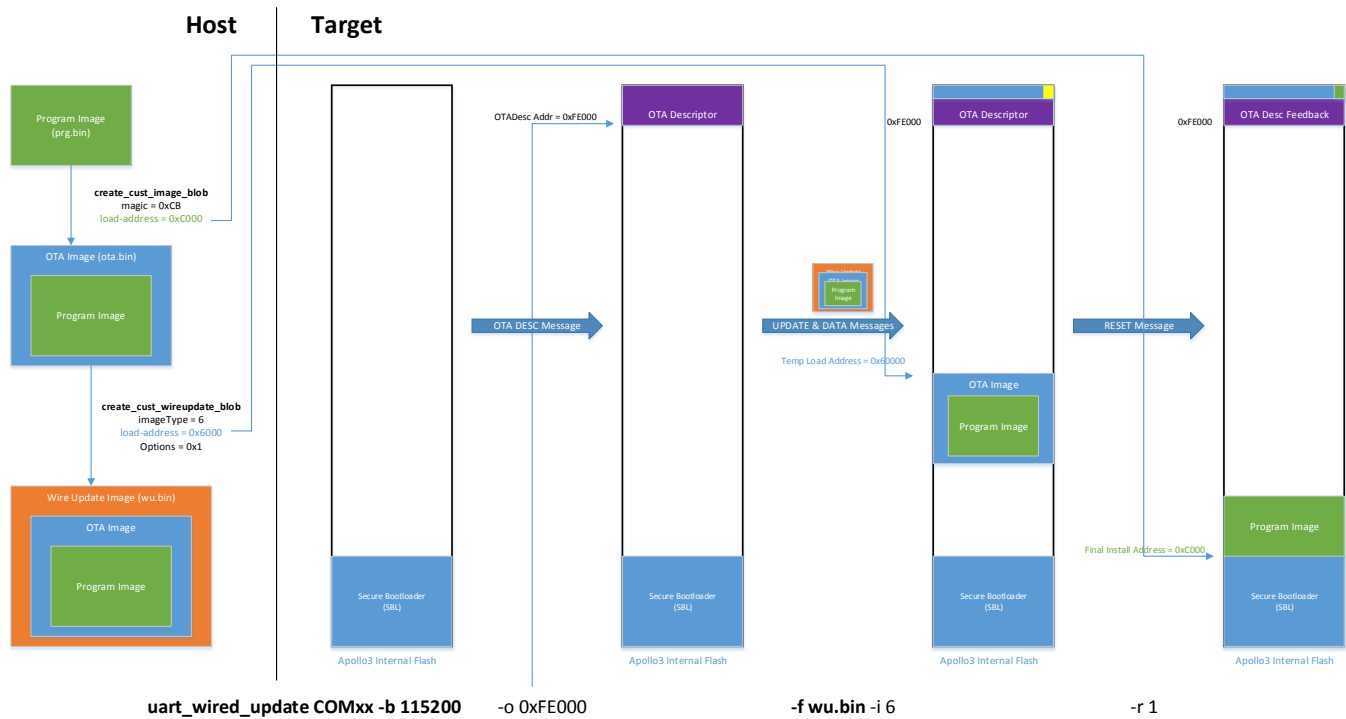 Host
Target
Program Image
(prg.bin)
create_cust_image_blob
magic = 0xCB
load-address = 0xC000
OTA Image (ota.bin)
Program Image
create_cust_wireupdate_blob
imageType = 6
load-address = 0x6000
Options = 0x1
Wire Update Image (wu.bin)
OTA Image
Program Image
Secure Bootloader
(SBL)
Apollo3 Internal Flash
OTADesc Addr = 0xFE000
OTA DESC Message
OTA Descriptor
Secure Bootloader
(SBL)
Apollo3 Internal Flash
Wire Update
OTA Image
Program
Image
UPDATE & DATA Messages
Temp Load Address = 0x60000
0xFE000
OTA Descriptor
OTA Image
Program Image
Secure Bootloader
(SBL)
Apollo3 Internal Flash
RESET Message
0xFE000
OTA Desc Feedback
Final Install Address = 0xC000
Program Image
Secure Bootloader
(SBL)
Apollo3 Internal Flash
uart_wired_update COMxx -b 115200 -o 0xFE000 -f wu.bin -i 6 -r 1